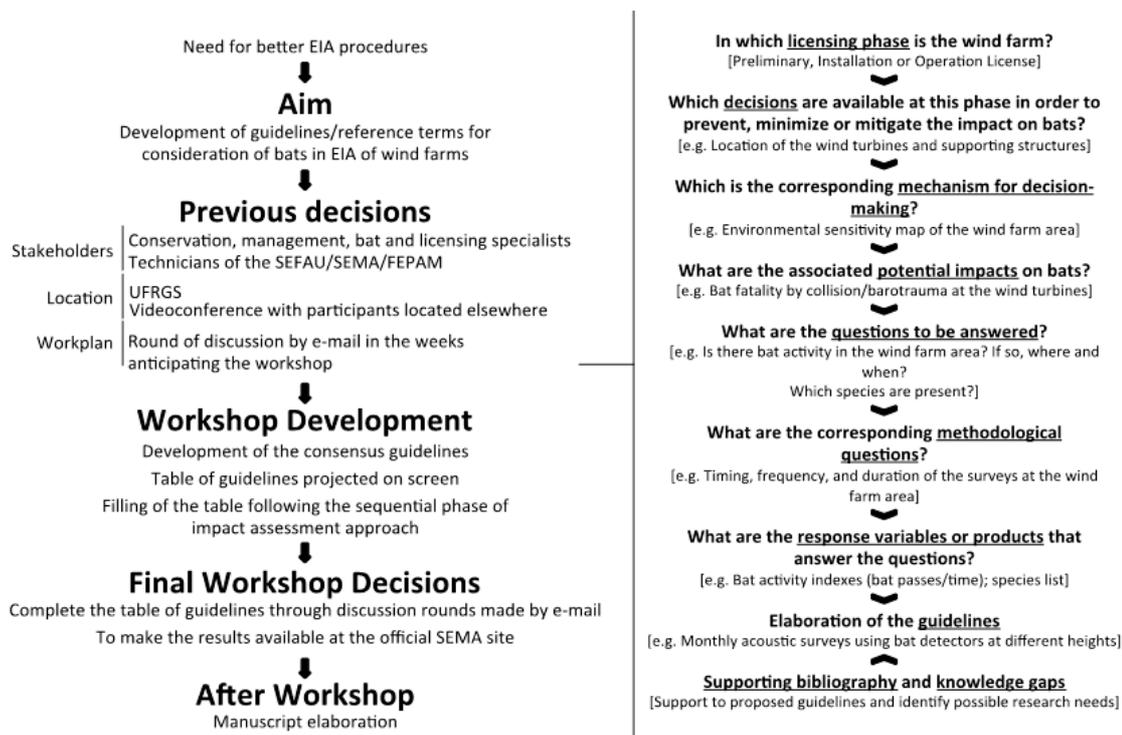 Need for better EIA procedures
Aim
Development of guidelines/reference terms for
consideration of bats in EIA of wind farms
Previous decisions
Stakeholders
Conservation, management, bat and licensing specialists
Technicians of the SEFAU/SEMA/FEPAM
Location
UFRGS
Videoconference with participants located elsewhere
Workplan
Round of discussion by e-mail in the weeks
anticipating the workshop
Workshop Development
Development of the consensus guidelines
Table of guidelines projected on screen
Filling of the table following the sequential phase of
impact assessment approach
Final Workshop Decisions
Complete the table of guidelines through discussion rounds made by e-mail
To make the results available at the official SEMA site
After Workshop
Manuscript elaboration
In which licensing phase is the wind farm?
[Preliminary, Installation or Operation License]
Which decisions are available at this phase in order to
prevent, minimize or mitigate the impact on bats?
[e.g. Location of the wind turbines and supporting structures]
Which is the corresponding mechanism for decision-
making?
[e.g. Environmental sensitivity map of the wind farm area]
What are the associated potential impacts on bats?
[e.g. Bat fatality by collision/barotrauma at the wind turbines]
What are the questions to be answered?
[e.g. Is there bat activity in the wind farm area? If so, where and
when?
Which species are present?]
What are the corresponding methodological
questions?
[e.g. Timing, frequency, and duration of the surveys at the wind
farm area]
What are the response variables or products that
answer the questions?
[e.g. Bat activity indexes (bat passes/time); species list]
Elaboration of the guidelines
[e.g. Monthly acoustic surveys using bat detectors at different heights]
Supporting bibliography and knowledge gaps
[Support to proposed guidelines and identify possible research needs]